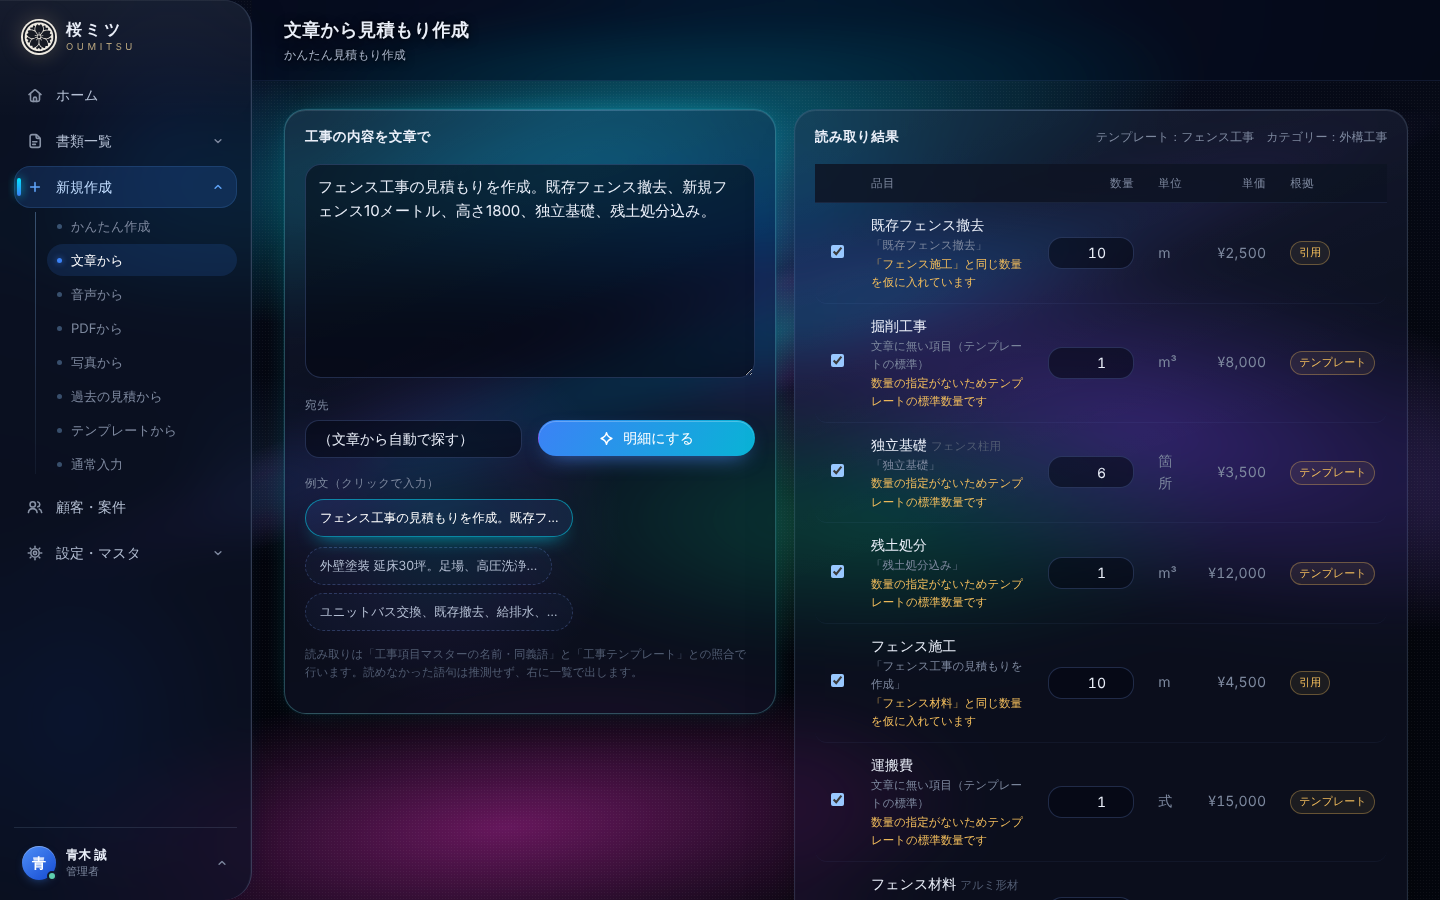 桜ミツ
OUMITSU
ホーム
書類一覧
新規作成
かんたん作成
文章から
音声から
PDFから
写真から
過去の見積から
テンプレートから
通常入力
顧客・案件
設定・マスタ
青
青木 誠
管理者
文章から見積もり作成
かんたん見積もり作成
工事の内容を文章で
フェンス工事の見積もりを作成。既存フェンス撤去、新規フ
ェンス10メートル、高さ1800、独立基礎、残土処分込み。
宛先
（文章から自動で探す）
明細にする
例文（クリックで入力）
フェンス工事の見積もりを作成。既存フ...
外壁塗装 延床30坪。足場、高圧洗浄...
ユニットバス交換、既存撤去、給排水、...
読み取りは「工事項目マスターの名前・同義語」と「工事テンプレート」との照合で
行います。読めなかった語句は推測せず、右に一覧で出します。
読み取り結果
テンプレート：フェンス工事 カテゴリー：外構工事
品目 数量 単位 単価 根拠
既存フェンス撤去
「既存フェンス撤去」
「フェンス施工」と同じ数量
を仮に入れています
10 m ¥2,500 引用
掘削工事
文章に無い項目（テンプレー
トの標準）
数量の指定がないためテンプ
レートの標準数量です
1 m³ ¥8,000 テンプレート
独立基礎 フェンス柱用
「独立基礎」
数量の指定がないためテンプ
レートの標準数量です
6 箇
所 ¥3,500 テンプレート
残土処分
「残土処分込み」
数量の指定がないためテンプ
レートの標準数量です
1 m³ ¥12,000 テンプレート
フェンス施工
「フェンス工事の見積もりを
作成」
「フェンス材料」と同じ数量
を仮に入れています
10 m ¥4,500 引用
運搬費
文章に無い項目（テンプレー
トの標準）
数量の指定がないためテンプ
レートの標準数量です
1 式 ¥15,000 テンプレート
フェンス材料 アルミ形材